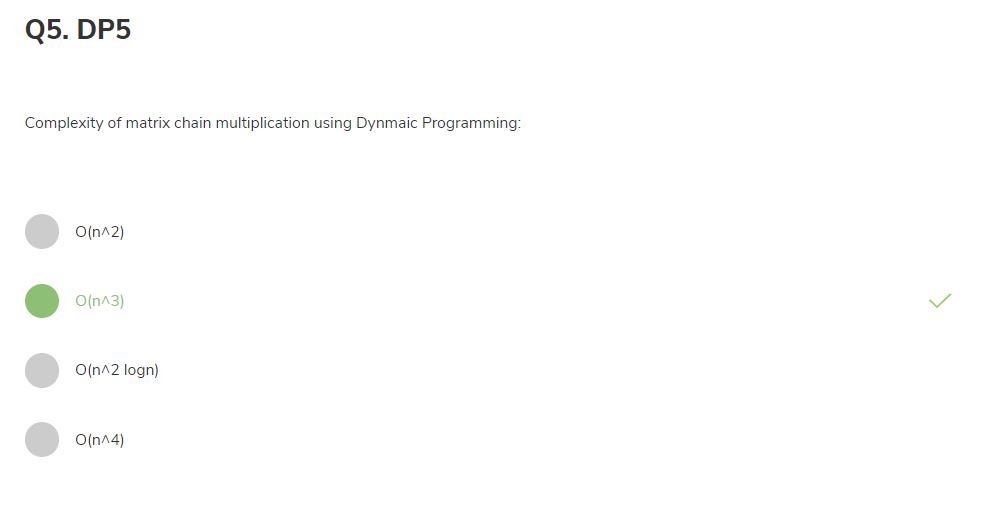 Q5. DP5
Complexity of matrix chain multiplication using Dynmaic Programming:
O(n^2)
O(n^3)
O(n^2 logn)
O(n^4)